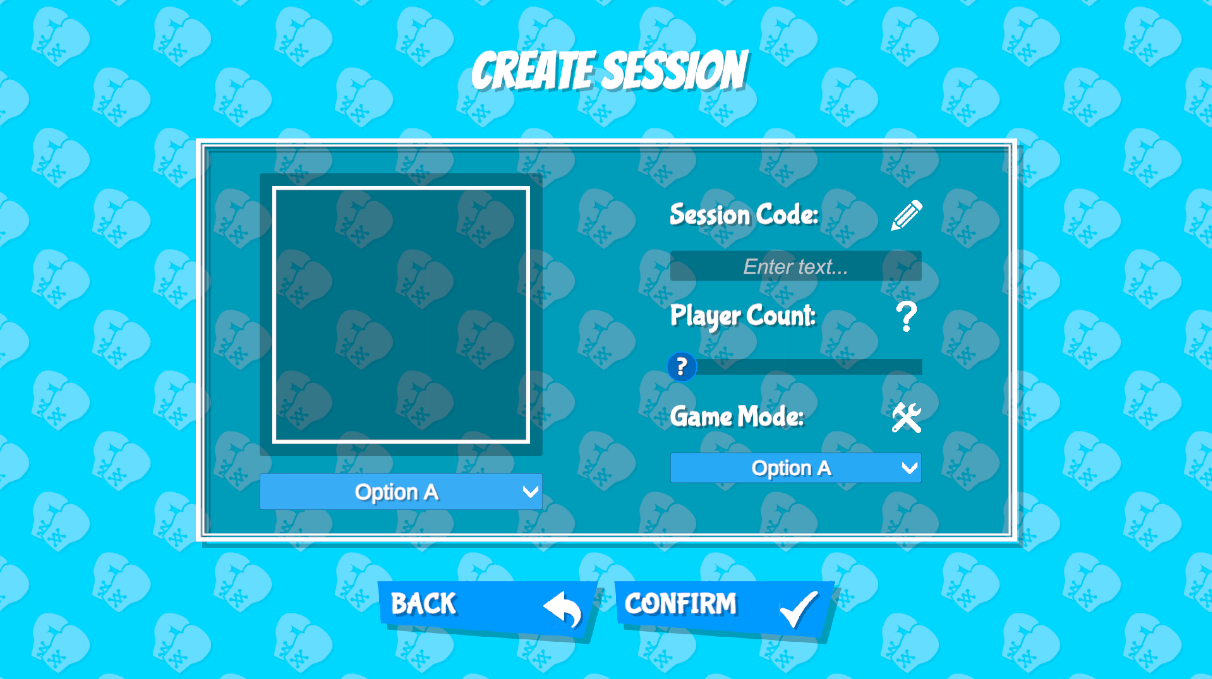 CREATE SESSION
Session Code:
Enter text...
Player Count:
?
?
Game Mode:
Option A
Option A
BACK
CONFIRM